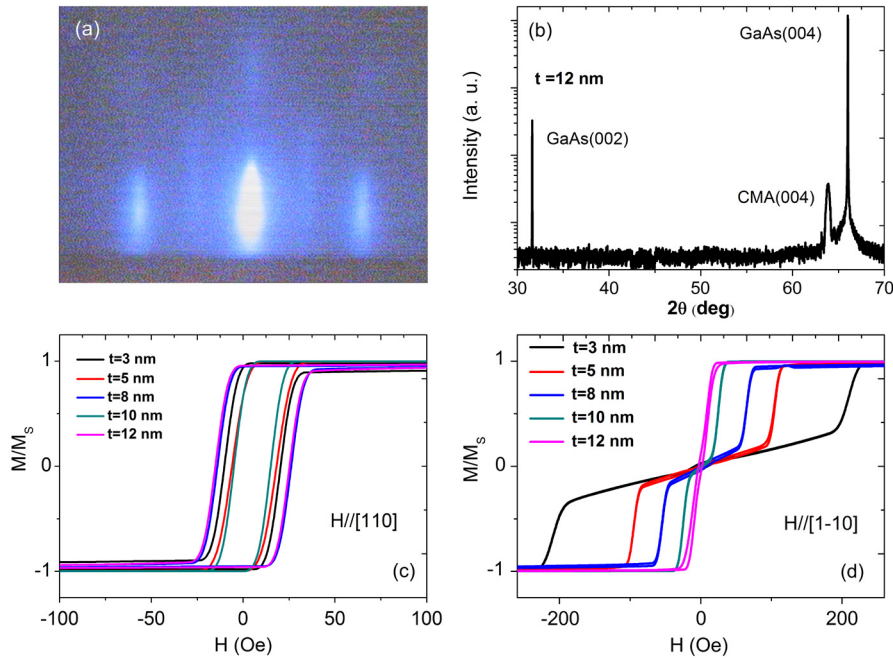 (a)
(b)
GaAs(004)
t =12 nm
GaAs(002)
CMA(004)
Intensity (a. u.)
30 40 50 60 70
2θ (deg)
t=3 nm
t=5 nm
t=8 nm
t=10 nm
t=12 nm
1
0
-1
M/MS
H//[110]
(c)
-100 -50 0 50 100
H (Oe)
t=3 nm
t=5 nm
t=8 nm
t=10 nm
t=12 nm
1
0
-1
M/MS
H//[1-10]
(d)
-200 0 200
H (Oe)